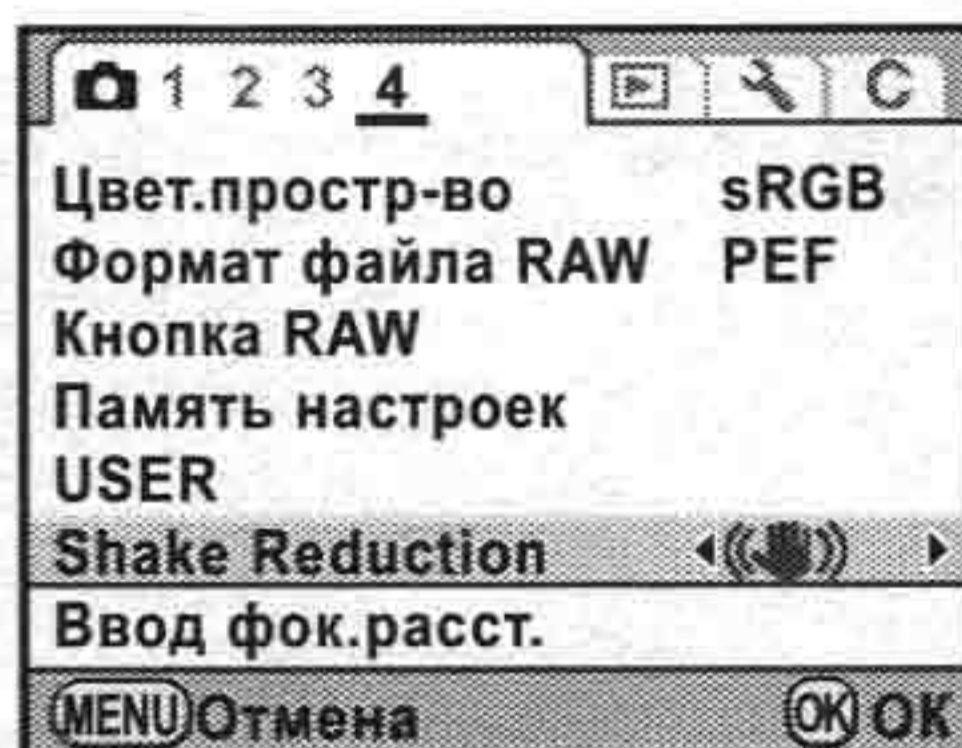 1 2 3 4 C
Цвет.простр-во sRGB
Формат файла RAW PEF
Кнопка RAW
Память настроек
USER
Shake Reduction
Ввод фок.расст.
MENU Отмена OK OK